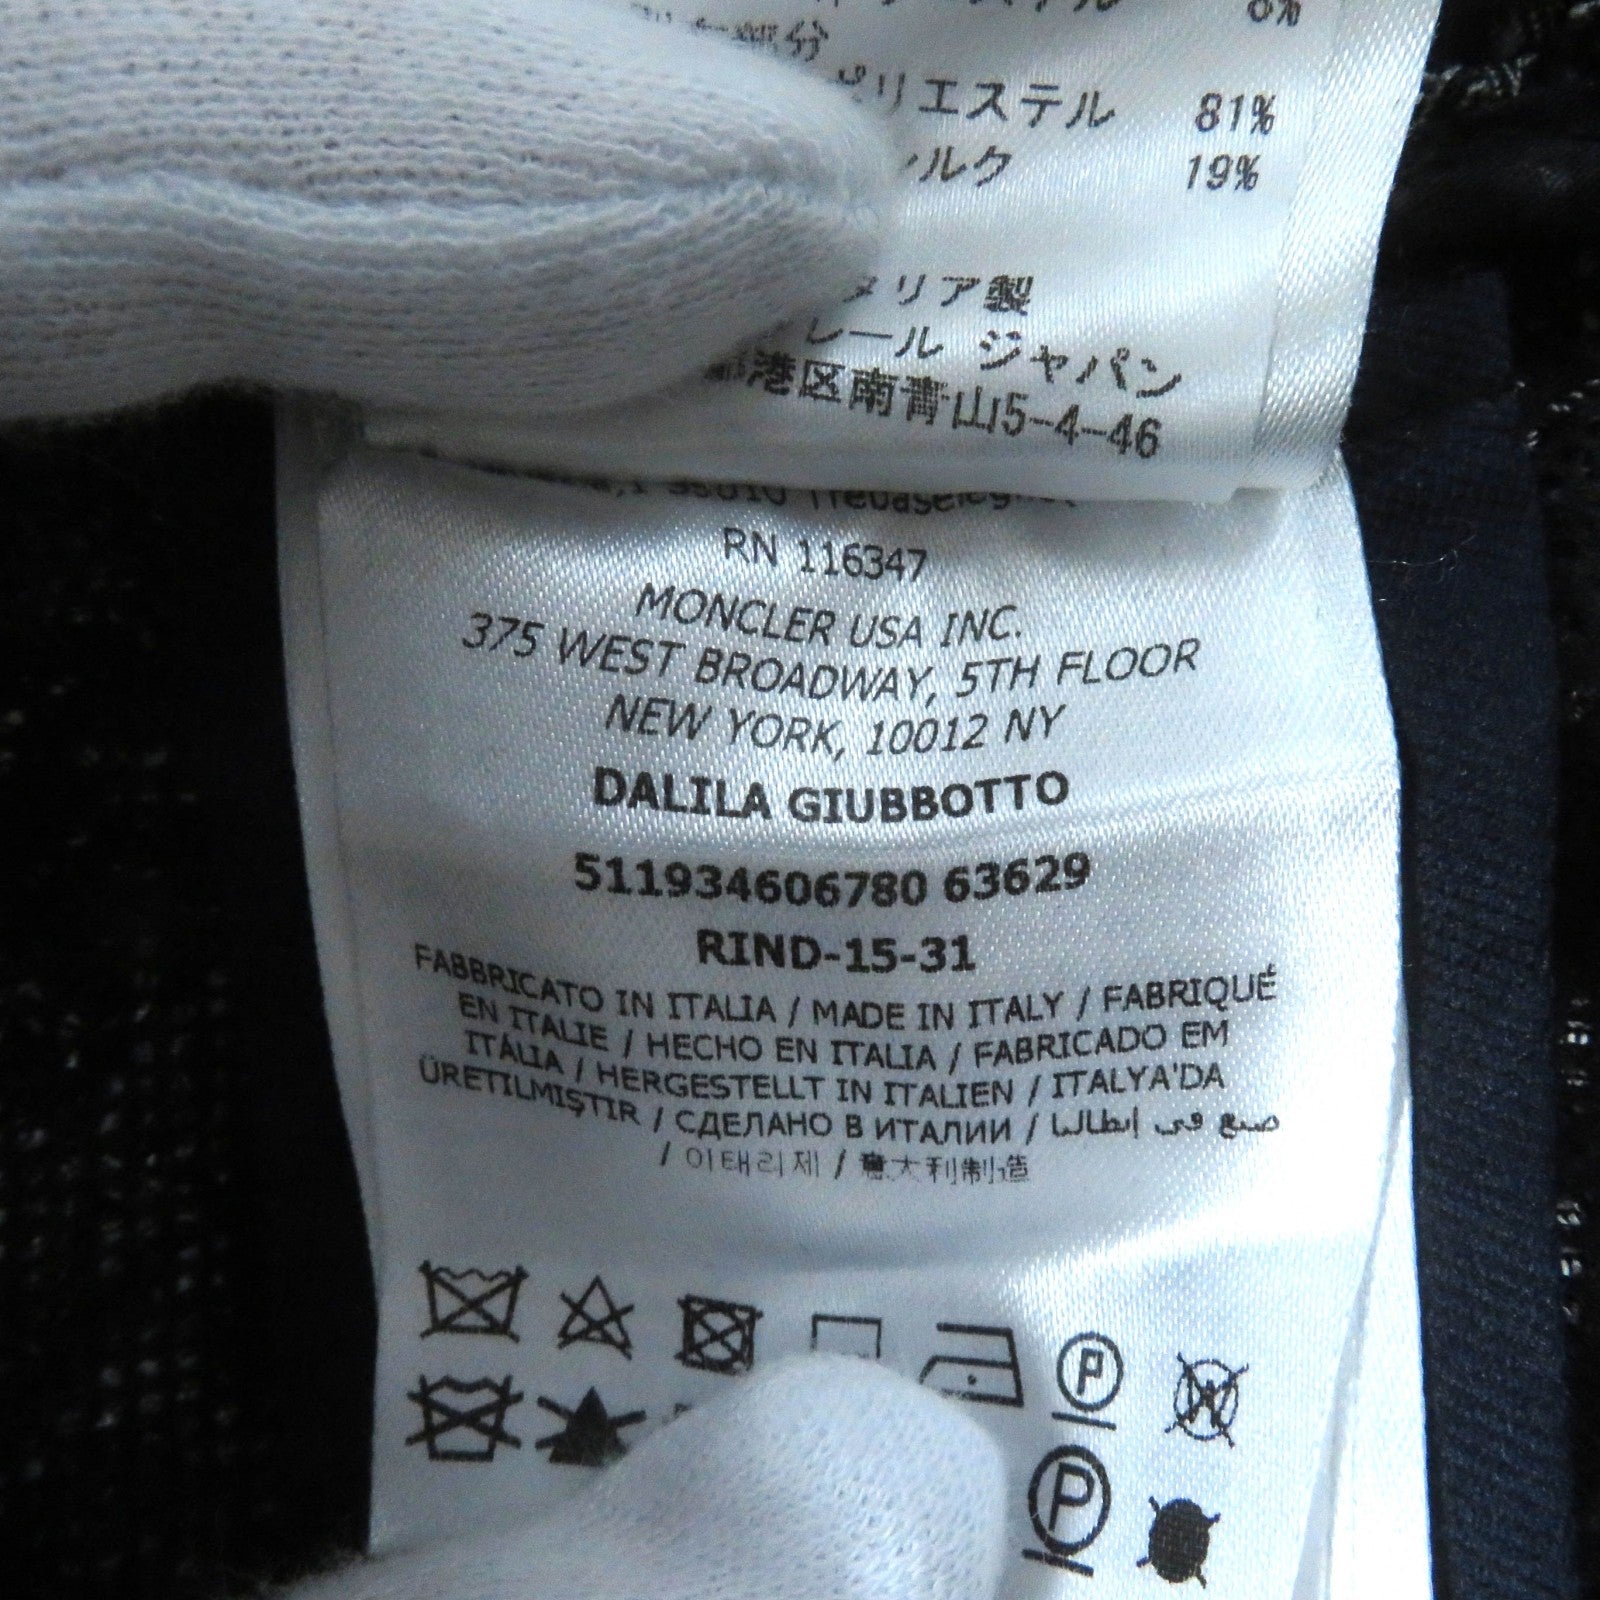 部分
ポリエステル 81%
シルク 19%
タリア製
レール ジャパン
港区南青山5-4-46
RN 116347
MONCLER USA INC.
375 WEST BROADWAY, 5TH FLOOR
NEW YORK, 10012 NY
DALILA GIUBBOTTO
511934606780 63629
RIND-15-31
FABBRICATO IN ITALIA / MADE IN ITALY / FABRIQUÉ
EN ITALIE / HECHO EN ITALIA / FABRICADO EM
ITÁLIA / HERGESTELLT IN ITALIEN / ITALYA'DA
ÜRETILMIŞTIR / СДЕЛАНО В ИТАЛИИ / صنع في إيطاليا
/ 이태리제 / 意大利制造
P
W
P